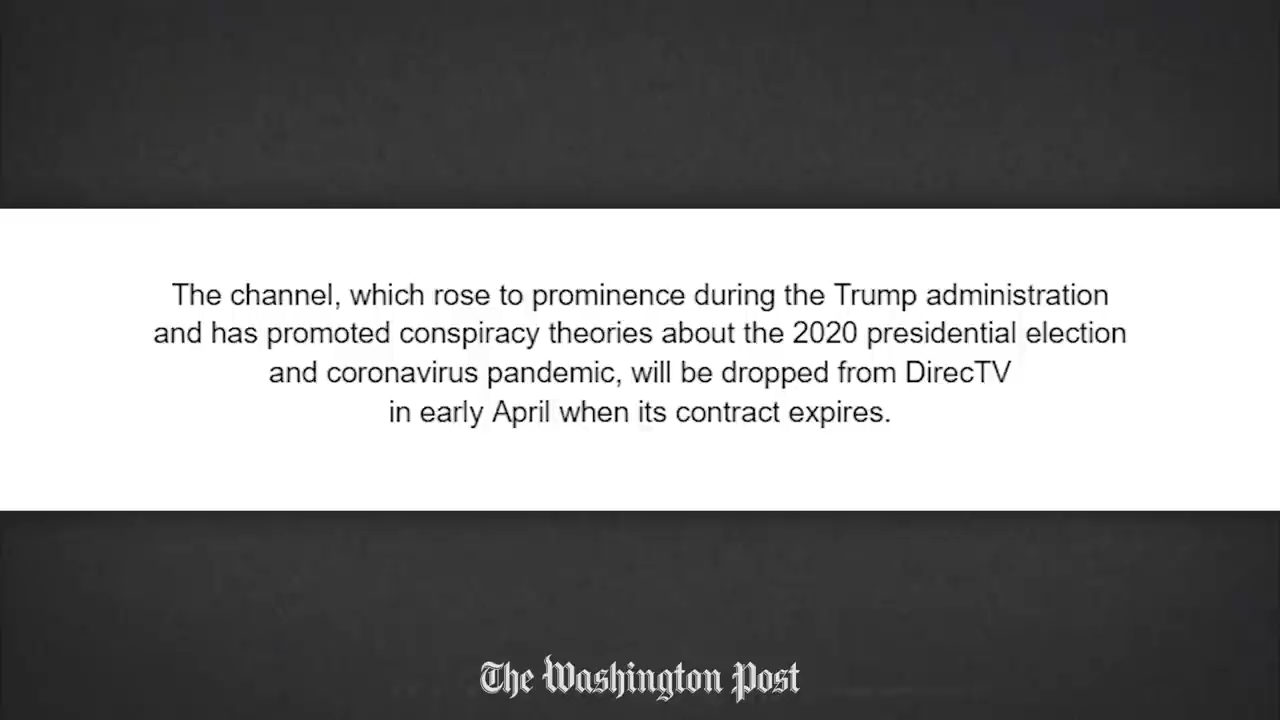 The channel, which rose to prominence during the Trump administration
and has promoted conspiracy theories about the 2020 presidential election
and coronavirus pandemic, will be dropped from DirecTV
in early April when its contract expires.
The Washington Post